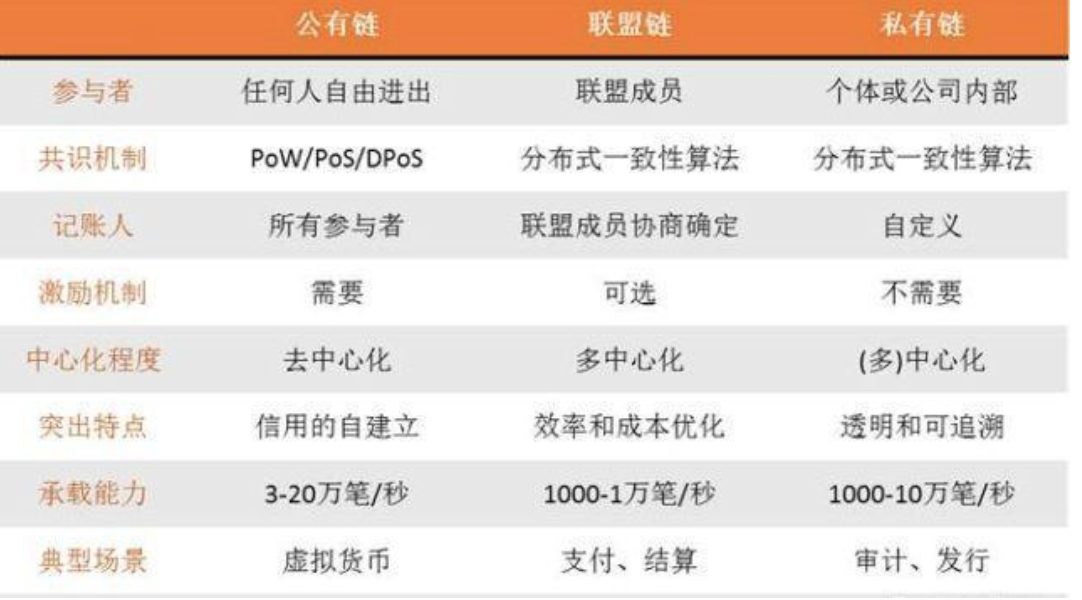 公有链 联盟链 私有链
参与者 任何人自由进出 联盟成员 个体或公司内部
共识机制 PoW/PoS/DPoS 分布式一致性算法 分布式一致性算法
记账人 所有参与者 联盟成员协商确定 自定义
激励机制 需要 可选 不需要
中心化程度 去中心化 多中心化 (多)中心化
突出特点 信用的自建立 效率和成本优化 透明和可追溯
承载能力 3-20万笔/秒 1000-1万笔/秒 1000-10万笔/秒
典型场景 虚拟货币 支付、结算 审计、发行